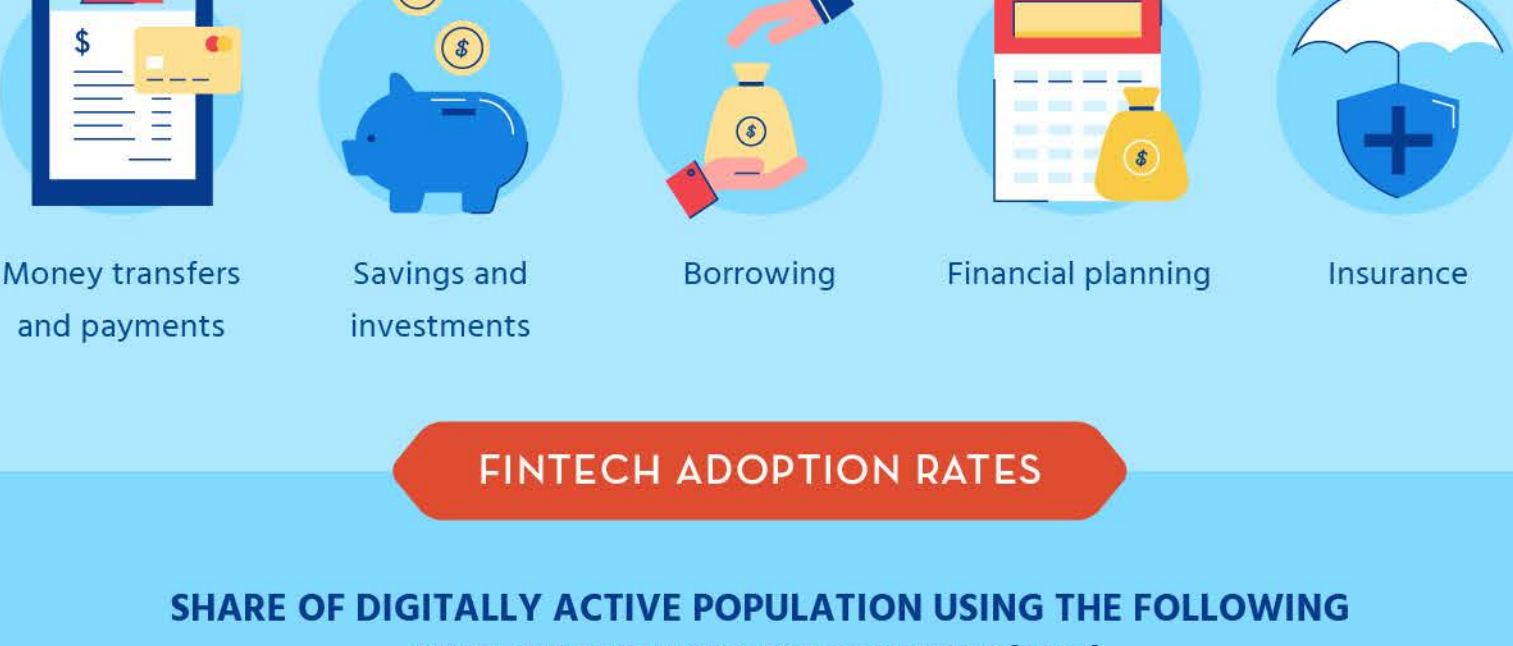 $
$
$
$
Money transfers
and payments
Savings and
investments
Borrowing
Financial planning
Insurance
FINTECH ADOPTION RATES
SHARE OF DIGITALLY ACTIVE POPULATION USING THE FOLLOWING